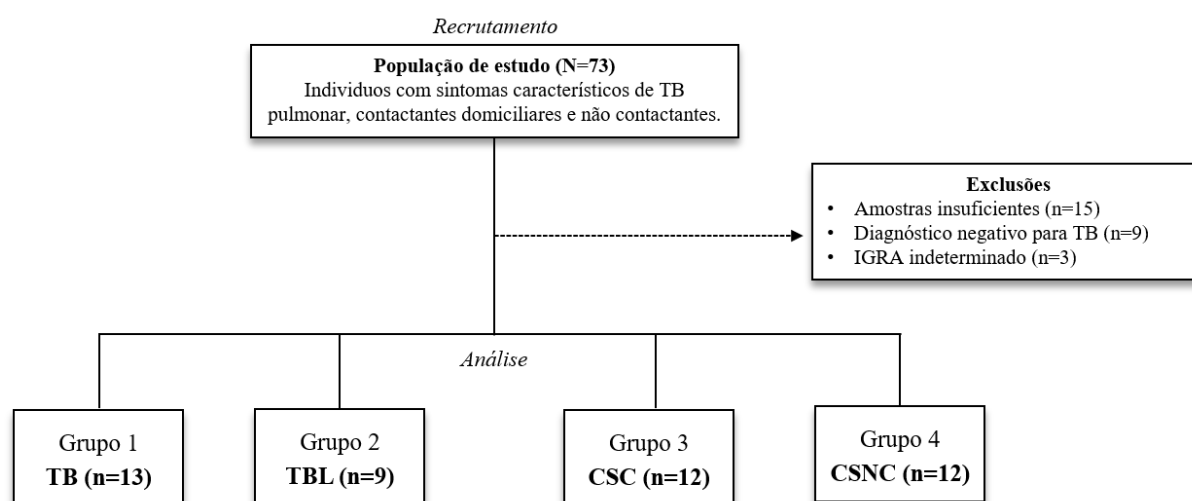 Recrutamento
População de estudo (N=73)
Individuos com sintomas característicos de TB
pulmonar, contactantes domiciliares e não contactantes.
Exclusões
• Amostras insuficientes (n=15)
• Diagnóstico negativo para TB (n=9)
• IGRA indeterminado (n=3)
Análise
Grupo 1
TB (n=13)
Grupo 2
TBL (n=9)
Grupo 3
CSC (n=12)
Grupo 4
CSNC (n=12)